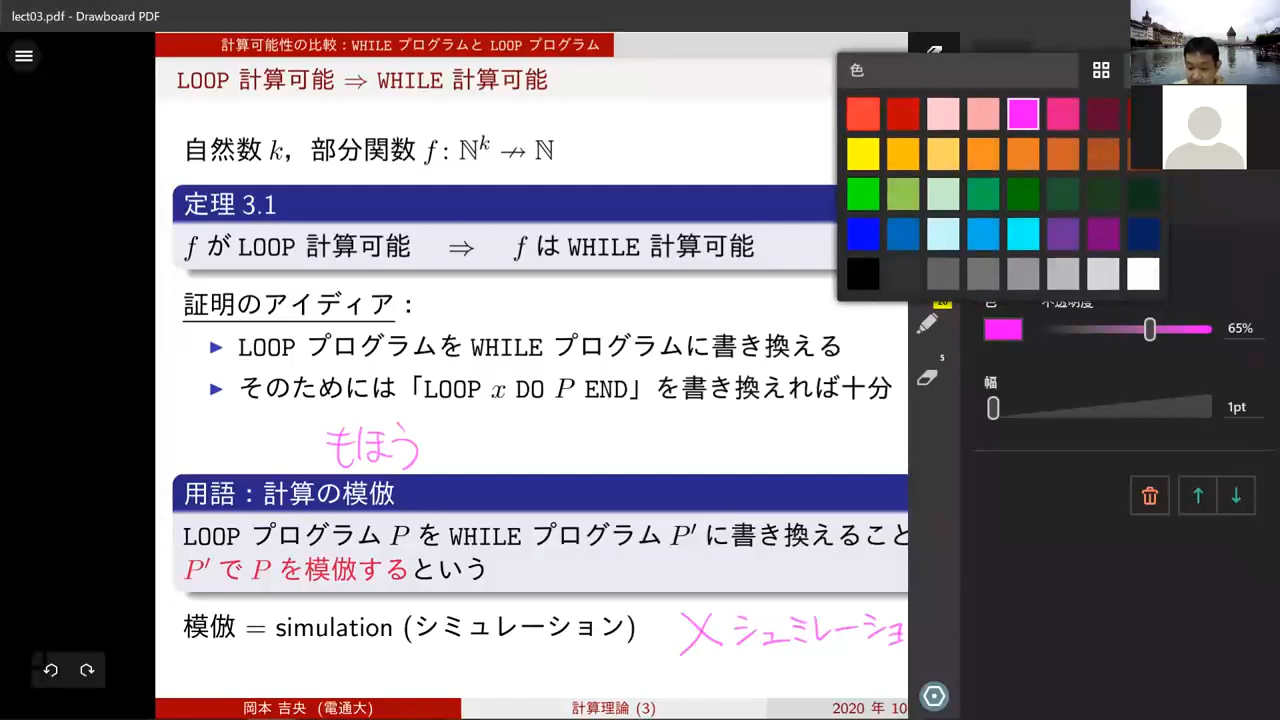 lect03.pdf - Drawboard PDF
計算可能性の比較：WHILE プログラムと LOOP プログラム
LOOP 計算可能 ⇒ WHILE 計算可能
自然数 k，部分関数 f : ℕᵏ ↛ ℕ
定理 3.1
f が LOOP 計算可能 ⇒ f は WHILE 計算可能
証明のアイディア：
▶ LOOP プログラムを WHILE プログラムに書き換える
▶ そのためには「LOOP x DO P END」を書き換えれば十分
もほう
用語：計算の模倣
LOOP プログラム P を WHILE プログラム P′ に書き換えること
P′ で P を模倣するという
模倣 = simulation (シミュレーション)
× シュミレーショ
岡本 吉央 (電通大)
計算理論 (3)
2020 年 10
色
色
不透明度
65%
幅
1pt
5